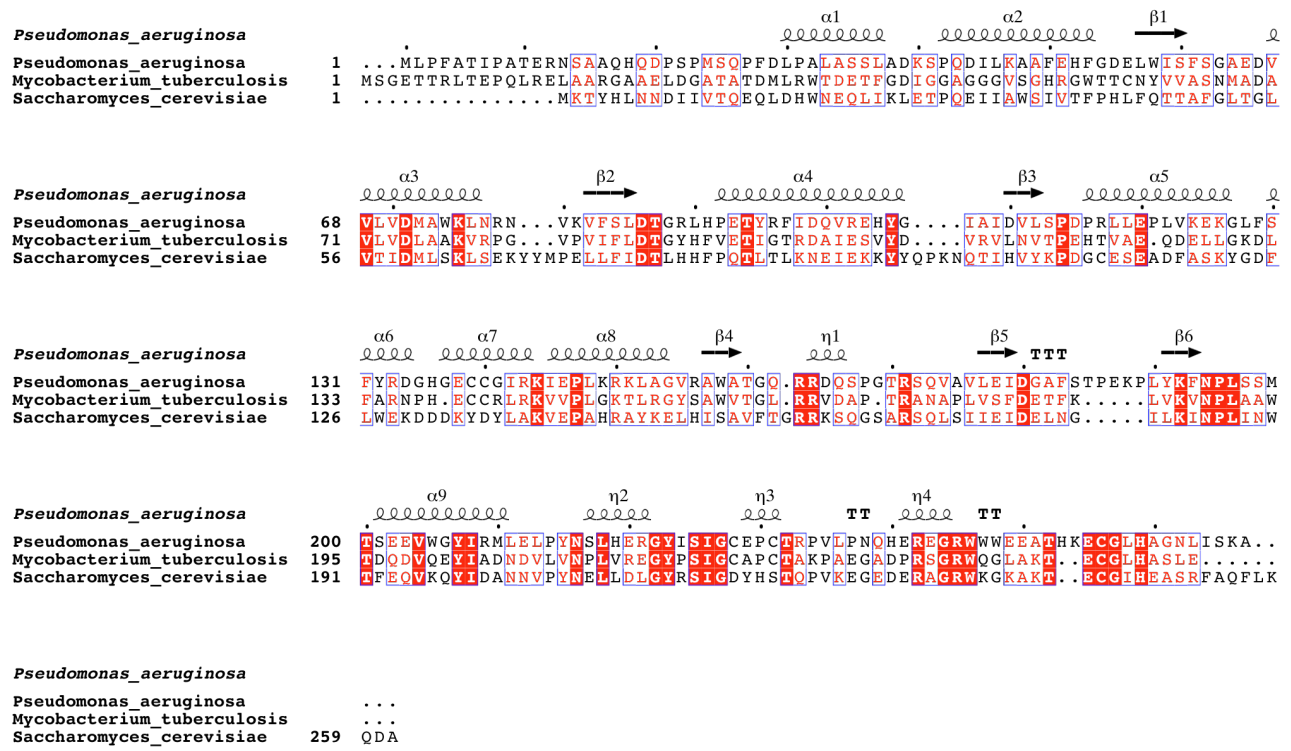 α1 α2 β1
Pseudomonas_aeruginosa
Pseudomonas_aeruginosa 1 ...MLPFATIPATERNSAAQHQDPSPMSQPFDLPALASSLADKSPQDILKAAFEHFGDELWISFSGAEDV
Mycobacterium_tuberculosis 1 MSGETTRLTEPQLRELAARGAAELDGATATDMLRWTDETFGDIGGAGGGVSGHRGWTTCNYVVASNMADA
Saccharomyces_cerevisiae 1 ...............MKTYHLNNDIIVTQEQLDHWNEQLIKLETPQEIIAWSIVTFPHLFQTTAFGLTGL
α3 β2 α4 β3 α5
Pseudomonas_aeruginosa
Pseudomonas_aeruginosa 68 VLVDMAWKLNRN...VKVFSLDTGRLHPETYRFIDQVREHYG....IAIDVLSPDPRLLEPLVKEKGLFS
Mycobacterium_tuberculosis 71 VLVDLAAKVRPG...VPVIFLDTGYHFVETIGTRDAIESVYD....VRVLNVTPEHTVAE.QDELLGKDL
Saccharomyces_cerevisiae 56 VTIDMLSKLSEKYYMPELLFIDTLHHFPQTLTLKNEIEKKYYQPKNQTIHVYKPDGCESEADFASKYGDF
α6 α7 α8 β4 η1 β5 TTT β6
Pseudomonas_aeruginosa
Pseudomonas_aeruginosa 131 FYRDGHGECCGIRKIEPLKRKLAGVRAWATGQ.RRDQSPGTRSQVAVLEIDGAFSTPEKPLYKFNPLSSM
Mycobacterium_tuberculosis 133 FARNPH.ECCRLRKVVPLGKTLRGYSAWVTGL.RRVDAP.TRANAPLVSFDETFK.....LVKVNPLAAW
Saccharomyces_cerevisiae 126 LWEKDDDKYDYLAKVEPAHRAYKELHISAVFTGRRKSQGSARSQLSIIEIDELNG.....ILKINPLINW
α9 η2 η3 TT η4 TT
Pseudomonas_aeruginosa
Pseudomonas_aeruginosa 200 TSEEVWGYIRMLELPYNSLHERGYISIGCEPCTRPVLPNQHEREGRWWWEEATHKECGLHAGNLISKA..
Mycobacterium_tuberculosis 195 TDQDVQEYIADNDVLVNPLVREGYPSIGCAPCTAKPAEGADPRSGRWQGLAKT..ECGLHASLE......
Saccharomyces_cerevisiae 191 TFEQVKQYIDANNVPYNELLDLGYRSIGDYHSTQPVKEGEDERAGRWKGKAKT..ECGIHEASRFAQFLK
Pseudomonas_aeruginosa
Pseudomonas_aeruginosa ...
Mycobacterium_tuberculosis ...
Saccharomyces_cerevisiae 259 QDA